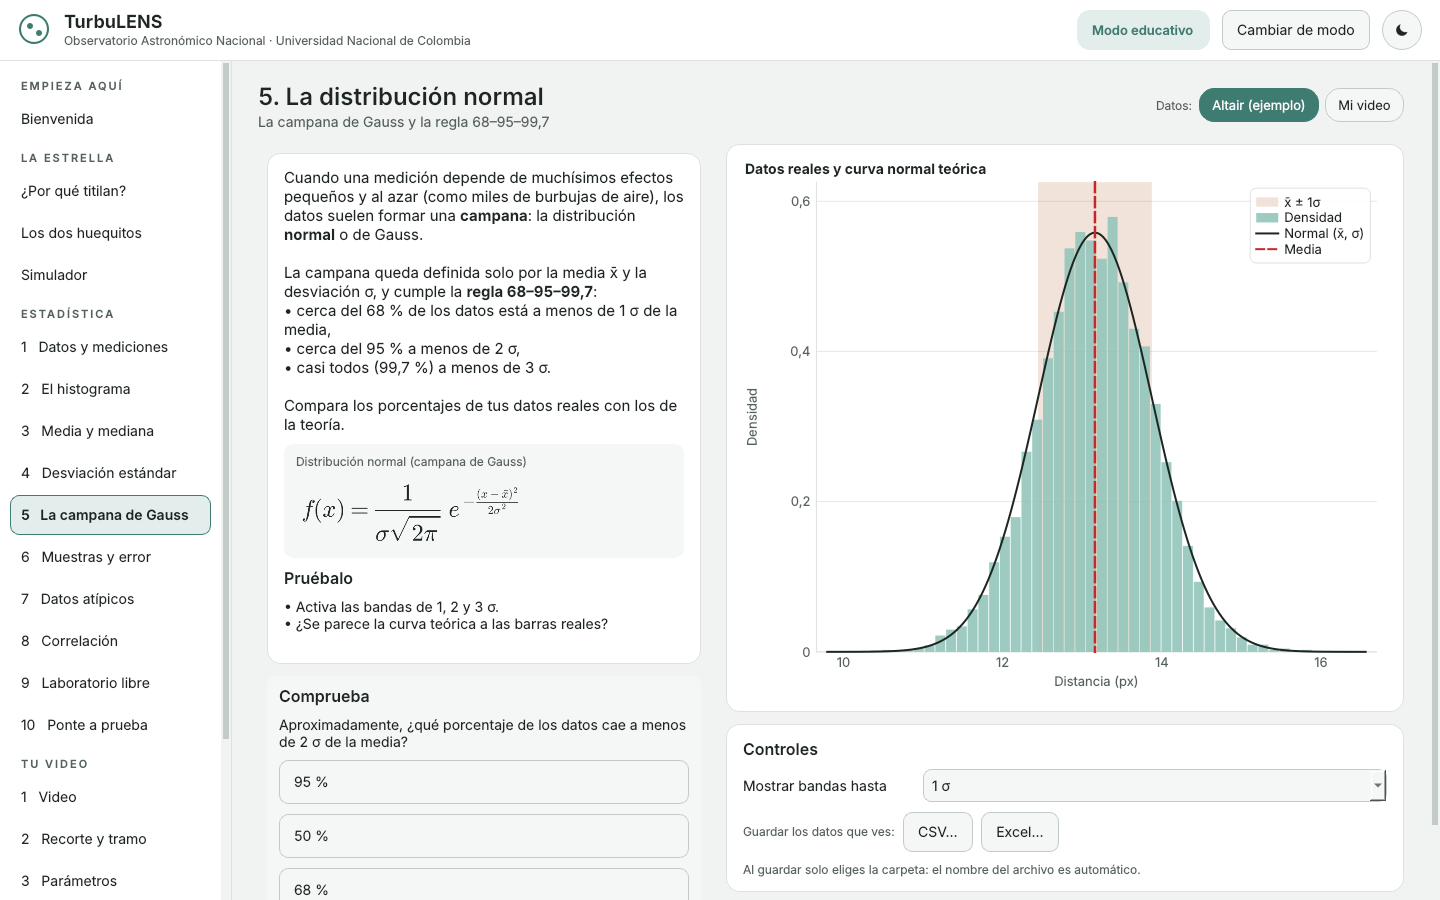 TurbuLENS
Observatorio Astronómico Nacional · Universidad Nacional de Colombia
Modo educativo
Cambiar de modo
EMPIEZA AQUÍ
Bienvenida
LA ESTRELLA
¿Por qué titilan?
Los dos huequitos
Simulador
ESTADÍSTICA
1 Datos y mediciones
2 El histograma
3 Media y mediana
4 Desviación estándar
5 La campana de Gauss
6 Muestras y error
7 Datos atípicos
8 Correlación
9 Laboratorio libre
10 Ponte a prueba
TU VIDEO
1 Video
2 Recorte y tramo
3 Parámetros
5. La distribución normal
La campana de Gauss y la regla 68–95–99,7
Datos:
Altair (ejemplo)
Mi video
Cuando una medición depende de muchísimos efectos
pequeños y al azar (como miles de burbujas de aire), los
datos suelen formar una campana: la distribución
normal o de Gauss.
La campana queda definida solo por la media x̄ y la
desviación σ, y cumple la regla 68–95–99,7:
• cerca del 68 % de los datos está a menos de 1 σ de la
media,
• cerca del 95 % a menos de 2 σ,
• casi todos (99,7 %) a menos de 3 σ.
Compara los porcentajes de tus datos reales con los de
la teoría.
Distribución normal (campana de Gauss)
f(x) = 1 / (σ√2π) e^(−(x − x̄)² / 2σ²)
Pruébalo
• Activa las bandas de 1, 2 y 3 σ.
• ¿Se parece la curva teórica a las barras reales?
Comprueba
Aproximadamente, ¿qué porcentaje de los datos cae a menos
de 2 σ de la media?
95 %
50 %
68 %
Datos reales y curva normal teórica
x̄ ± 1σ
Densidad
Normal (x̄, σ)
Media
0,6
0,4
0,2
0
Densidad
10
12
14
16
Distancia (px)
Controles
Mostrar bandas hasta
1 σ
Guardar los datos que ves:
CSV...
Excel...
Al guardar solo eliges la carpeta: el nombre del archivo es automático.